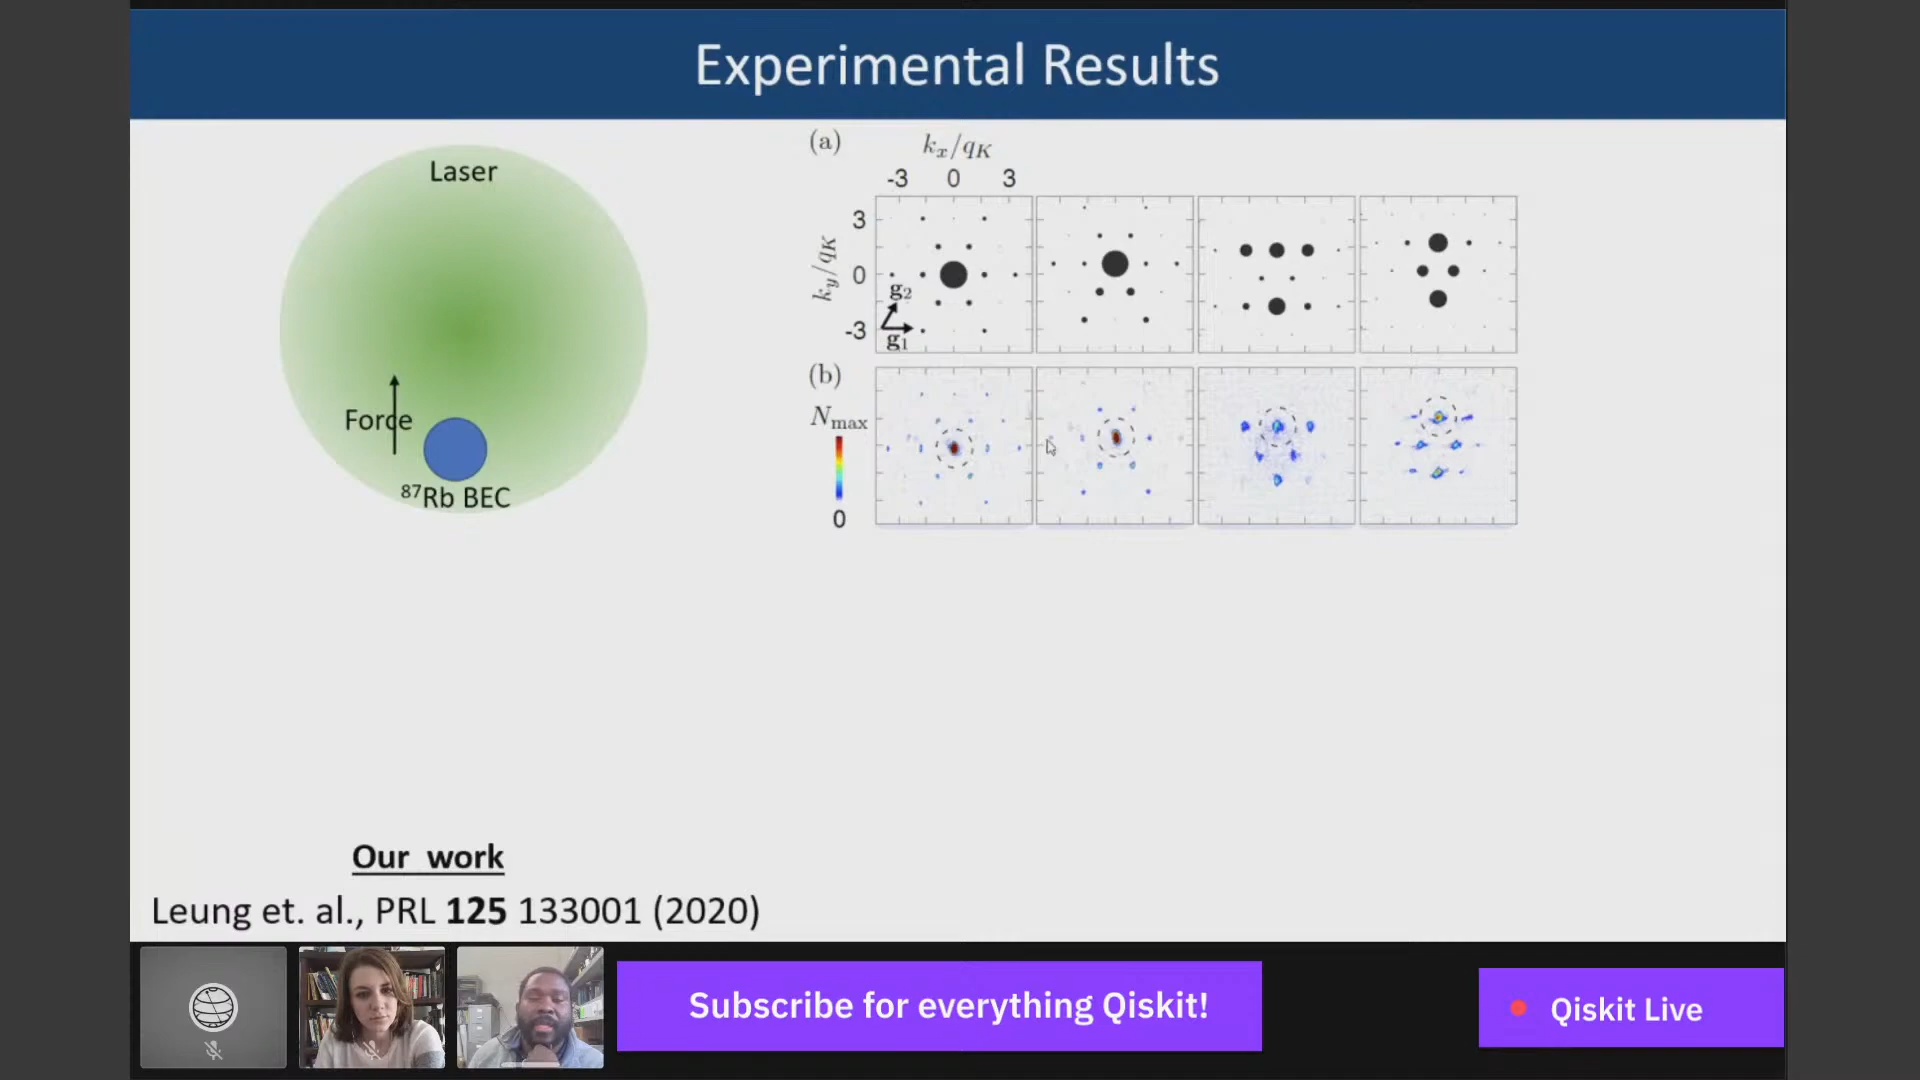 Experimental Results
Laser
Force
⁸⁷Rb BEC
(a)
kₓ/q_K
-3 0 3
k_y/q_K
3
0
-3
g₂
g₁
(b)
N_max
0
Our work
Leung et. al., PRL 125 133001 (2020)
Subscribe for everything Qiskit!
Qiskit Live